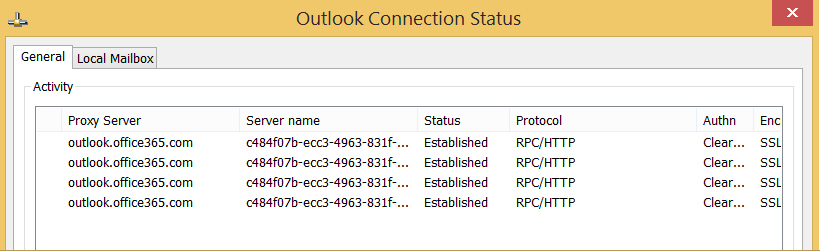 Outlook Connection Status
General Local Mailbox
Activity
Proxy Server Server name Status Protocol Authn Enc
outlook.office365.com c484f07b-ecc3-4963-831f-... Established RPC/HTTP Clear... SSL
outlook.office365.com c484f07b-ecc3-4963-831f-... Established RPC/HTTP Clear... SSL
outlook.office365.com c484f07b-ecc3-4963-831f-... Established RPC/HTTP Clear... SSL
outlook.office365.com c484f07b-ecc3-4963-831f-... Established RPC/HTTP Clear... SSL